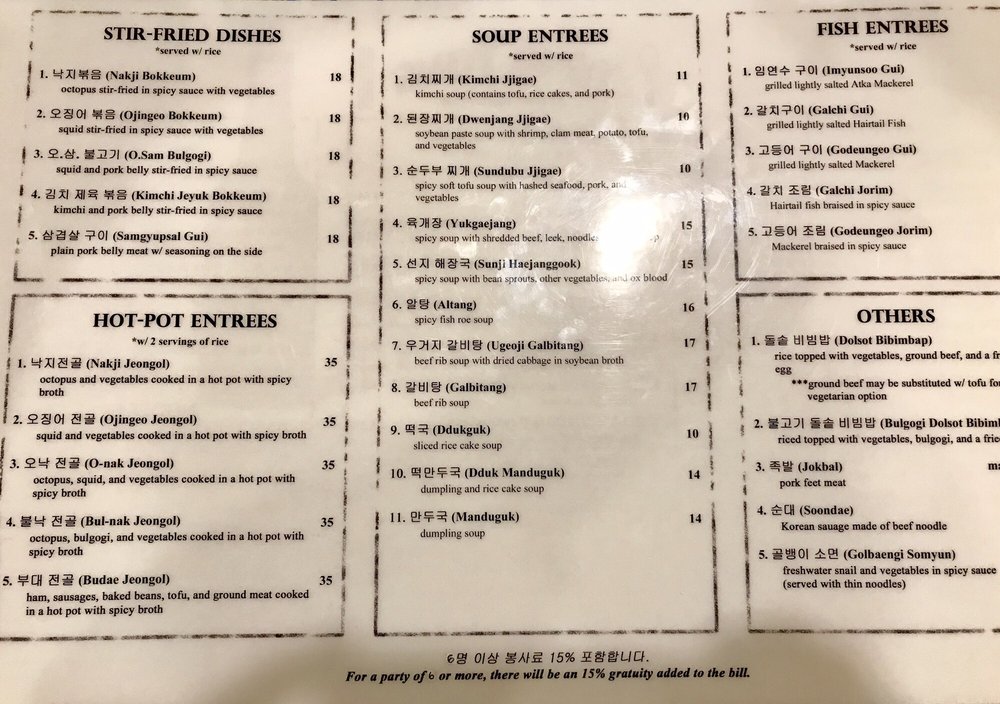 STIR-FRIED DISHES
*served w/ rice
1. 낙지볶음 (Nakji Bokkeum) 18
octopus stir-fried in spicy sauce with vegetables
2. 오징어 볶음 (Ojingeo Bokkeum) 18
squid stir-fried in spicy sauce with vegetables
3. 오.삼. 불고기 (O.Sam Bulgogi) 18
squid and pork belly stir-fried in spicy sauce
4. 김치 제육 볶음 (Kimchi Jeyuk Bokkeum) 18
kimchi and pork belly stir-fried in spicy sauce
5. 삼겹살 구이 (Samgyupsal Gui) 18
plain pork belly meat w/ seasoning on the side
HOT-POT ENTREES
*w/ 2 servings of rice
1. 낙지전골 (Nakji Jeongol) 35
octopus and vegetables cooked in a hot pot with spicy
broth
2. 오징어 전골 (Ojingeo Jeongol) 35
squid and vegetables cooked in a hot pot with spicy broth
3. 오낙 전골 (O-nak Jeongol) 35
octopus, squid, and vegetables cooked in a hot pot with
spicy broth
4. 불낙 전골 (Bul-nak Jeongol) 35
octopus, bulgogi, and vegetables cooked in a hot pot with
spicy broth
5. 부대 전골 (Budae Jeongol) 35
ham, sausages, baked beans, tofu, and ground meat cooked
in a hot pot with spicy broth
SOUP ENTREES
*served w/ rice
1. 김치찌개 (Kimchi Jjigae) 11
kimchi soup (contains tofu, rice cakes, and pork)
2. 된장찌개 (Dwenjang Jjigae) 10
soybean paste soup with shrimp, clam meat, potato, tofu,
and vegetables
3. 순두부 찌개 (Sundubu Jjigae) 10
spicy soft tofu soup with hashed seafood, pork, and
vegetables
4. 육개장 (Yukgaejang) 15
spicy soup with shredded beef, leek,
5. 선지 해장국 (Sunji Haejanggook) 15
spicy soup with bean sprouts, other vegetables, and ox blood
6. 알탕 (Altang) 16
spicy fish roe soup
7. 우거지 갈비탕 (Ugeoji Galbitang) 17
beef rib soup with dried cabbage in soybean broth
8. 갈비탕 (Galbitang) 17
beef rib soup
9. 떡국 (Ddukguk) 10
sliced rice cake soup
10. 떡만두국 (Dduk Manduguk) 14
dumpling and rice cake soup
11. 만두국 (Manduguk) 14
dumpling soup
FISH ENTREES
*served w/ rice
1. 임연수 구이 (Imyunsoo Gui)
grilled lightly salted Atka Mackerel
2. 갈치구이 (Galchi Gui)
grilled lightly salted Hairtail Fish
3. 고등어 구이 (Godeungeo Gui)
grilled lightly salted Mackerel
4. 갈치 조림 (Galchi Jorim)
Hairtail fish braised in spicy sauce
5. 고등어 조림 (Godeungeo Jorim)
Mackerel braised in spicy sauce
OTHERS
1. 돌솥 비빔밥 (Dolsot Bibimbap)
rice topped with vegetables, ground beef, and a
egg
***ground beef may be substituted w/ tofu for
vegetarian option
2. 불고기 돌솥 비빔밥 (Bulgogi Dolsot
riced topped with vegetables, bulgogi, and a
3. 족발 (Jokbal)
pork feet meat
4. 순대 (Soondae)
Korean sauage made of beef noodle
5. 골뱅이 소면 (Golbaengi Somyun)
freshwater snail and vegetables in spicy sauce
(served with thin noodles)
6명 이상 봉사료 15% 포함합니다.
For a party of 6 or more, there will be an 15% gratuity added to the bill.